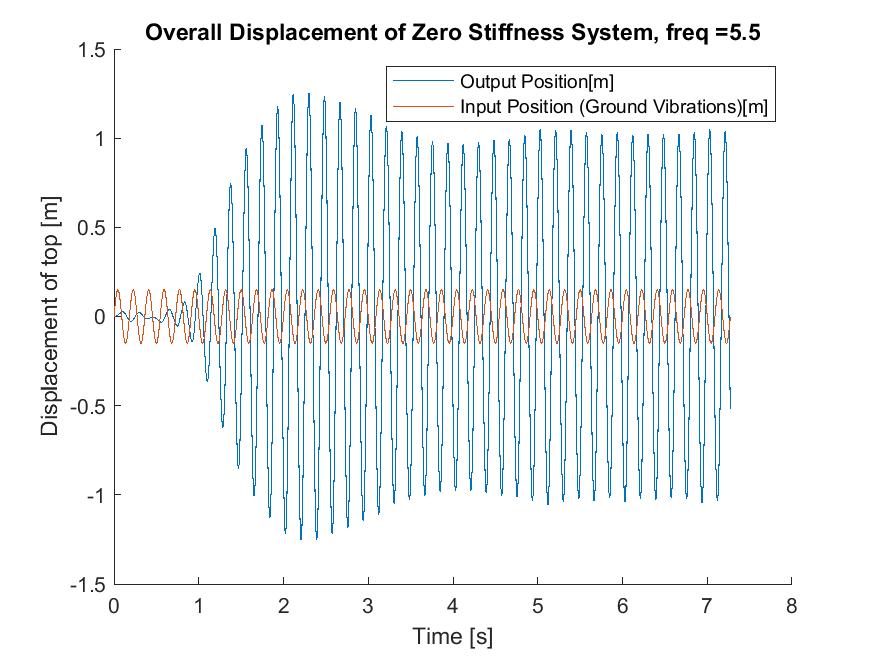 Overall Displacement of Zero Stiffness System, freq =5.5
Output Position[m]
Input Position (Ground Vibrations)[m]
Displacement of top [m]
1.5
1
0.5
0
-0.5
-1
-1.5
0 1 2 3 4 5 6 7 8
Time [s]